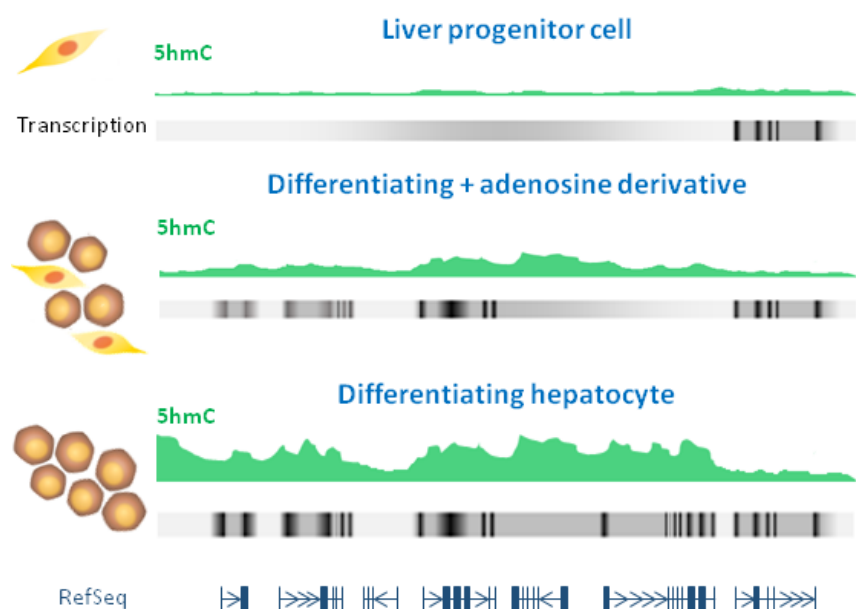 Liver progenitor cell
5hmC
Transcription
Differentiating + adenosine derivative
5hmC
Differentiating hepatocyte
5hmC
RefSeq